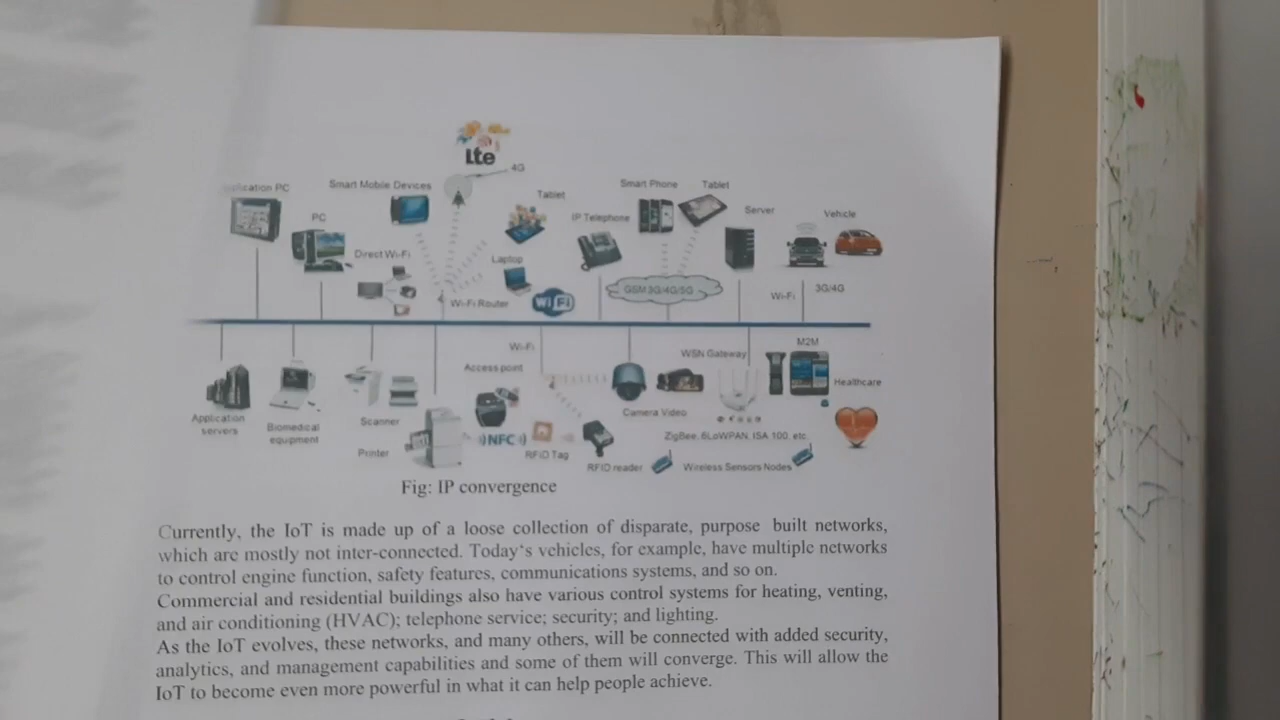 Lte
4G
PC
Smart Mobile Devices
Tablet
Smart Phone
Tablet
PC
IP Telephone
Server
Vehicle
Direct Wi-Fi
Laptop
GSM 3G/4G/5G
Wi-Fi Router
WiFi
Wi-Fi
3G/4G
Wi-Fi
WSN Gateway
M2M
Access point
Healthcare
Application
servers
Biomedical
equipment
Scanner
Camera Video
Printer
NFC
RFID Tag
ZigBee, 6LoWPAN, ISA 100, etc.
RFID reader
Wireless Sensors Nodes
Fig: IP convergence
Currently, the IoT is made up of a loose collection of disparate, purpose built networks,
which are mostly not inter-connected. Today‘s vehicles, for example, have multiple networks
to control engine function, safety features, communications systems, and so on.
Commercial and residential buildings also have various control systems for heating, venting,
and air conditioning (HVAC); telephone service; security; and lighting.
As the IoT evolves, these networks, and many others, will be connected with added security,
analytics, and management capabilities and some of them will converge. This will allow the
IoT to become even more powerful in what it can help people achieve.